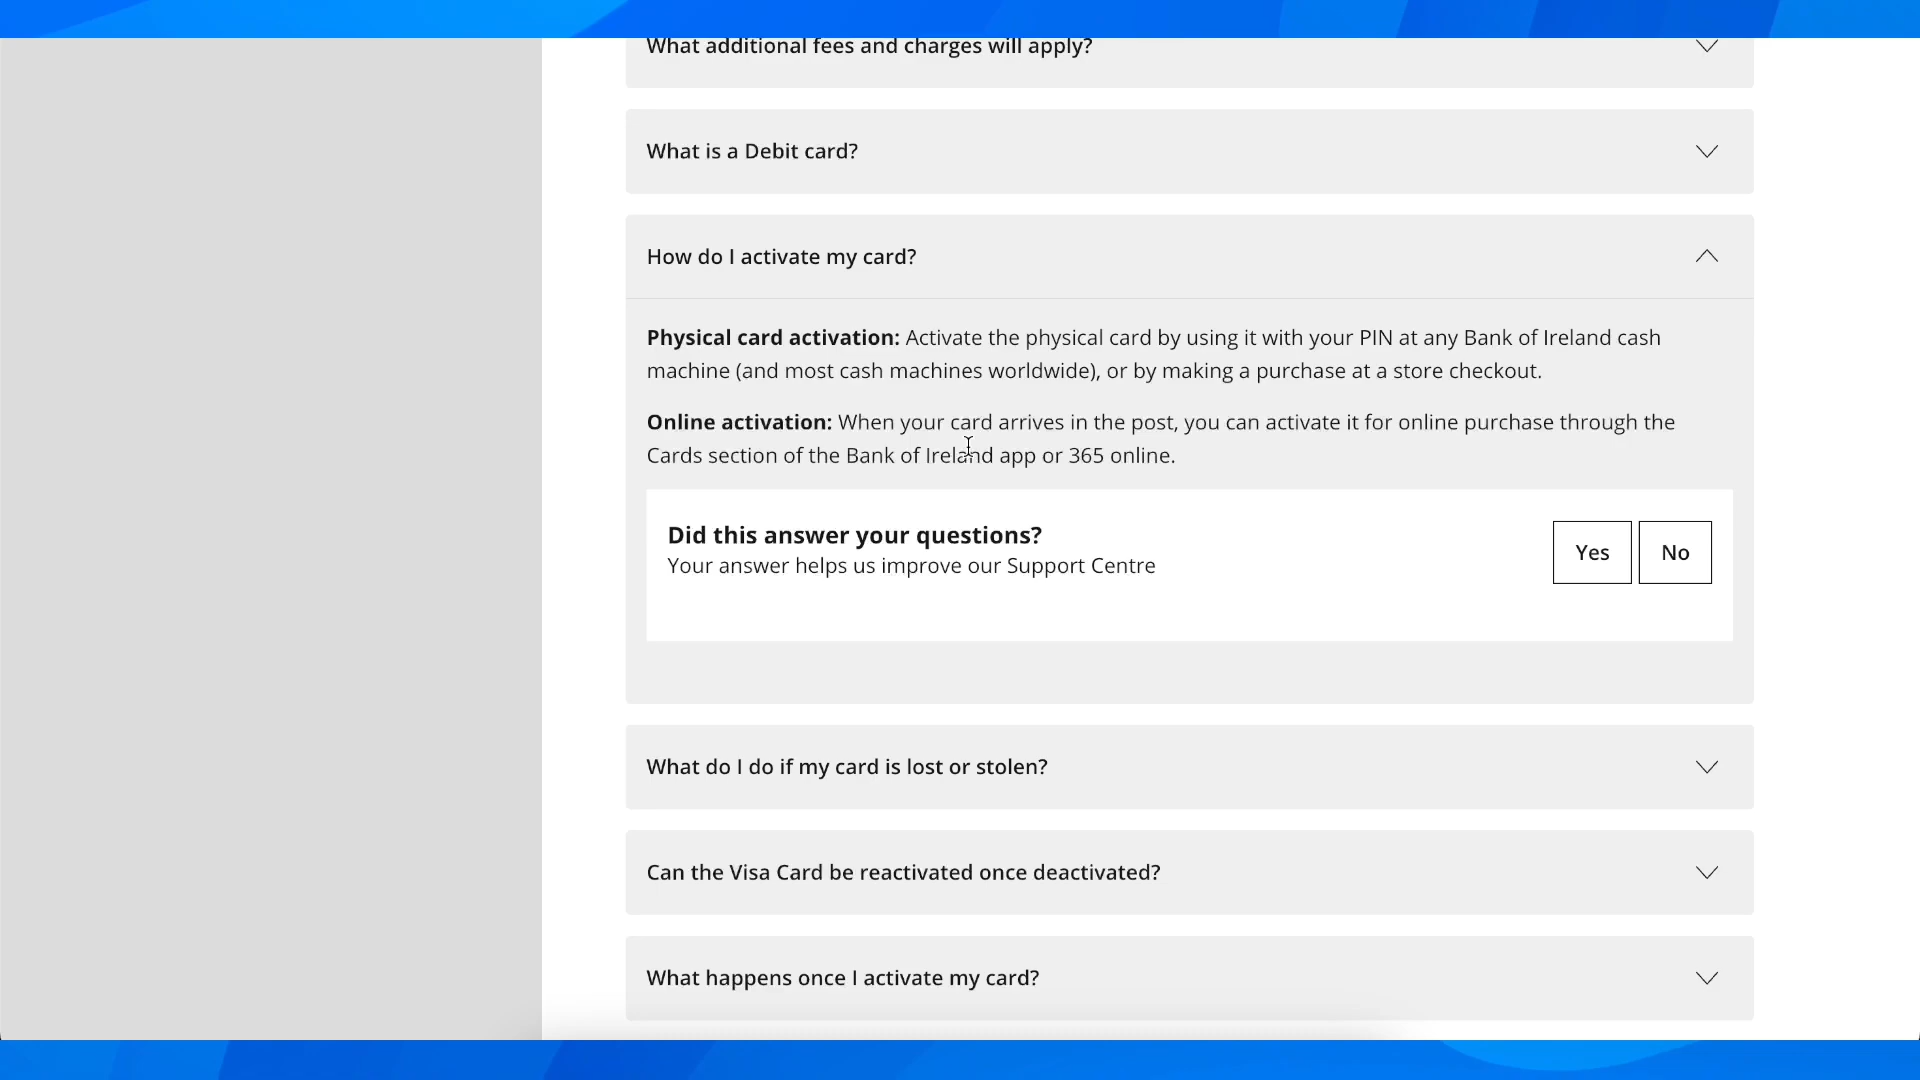 What additional fees and charges will apply?
What is a Debit card?
How do I activate my card?
Physical card activation: Activate the physical card by using it with your PIN at any Bank of Ireland cash
machine (and most cash machines worldwide), or by making a purchase at a store checkout.
Online activation: When your card arrives in the post, you can activate it for online purchase through the
Cards section of the Bank of Ireland app or 365 online.
Did this answer your questions?
Your answer helps us improve our Support Centre
Yes
No
What do I do if my card is lost or stolen?
Can the Visa Card be reactivated once deactivated?
What happens once I activate my card?